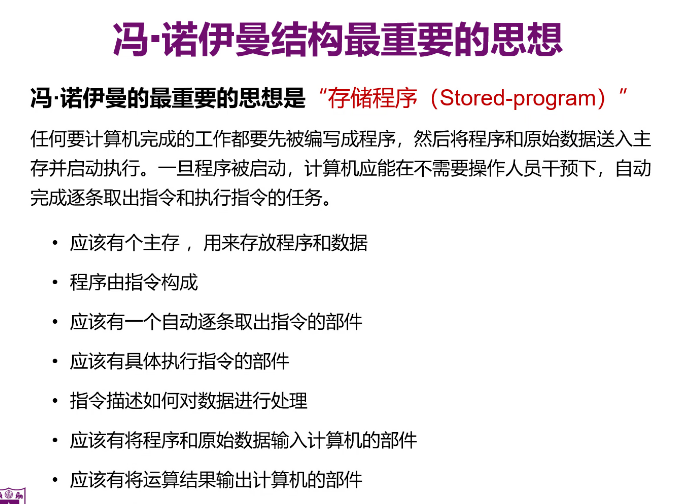 冯·诺伊曼结构最重要的思想
冯·诺伊曼的最重要的思想是“存储程序（Stored-program）”
任何要计算机完成的工作都要先被编写成程序，然后将程序和原始数据送入主
存并启动执行。一旦程序被启动，计算机应能在不需要操作人员干预下，自动
完成逐条取出指令和执行指令的任务。
• 应该有个主存 ，用来存放程序和数据
• 程序由指令构成
• 应该有一个自动逐条取出指令的部件
• 应该有具体执行指令的部件
• 指令描述如何对数据进行处理
• 应该有将程序和原始数据输入计算机的部件
• 应该有将运算结果输出计算机的部件